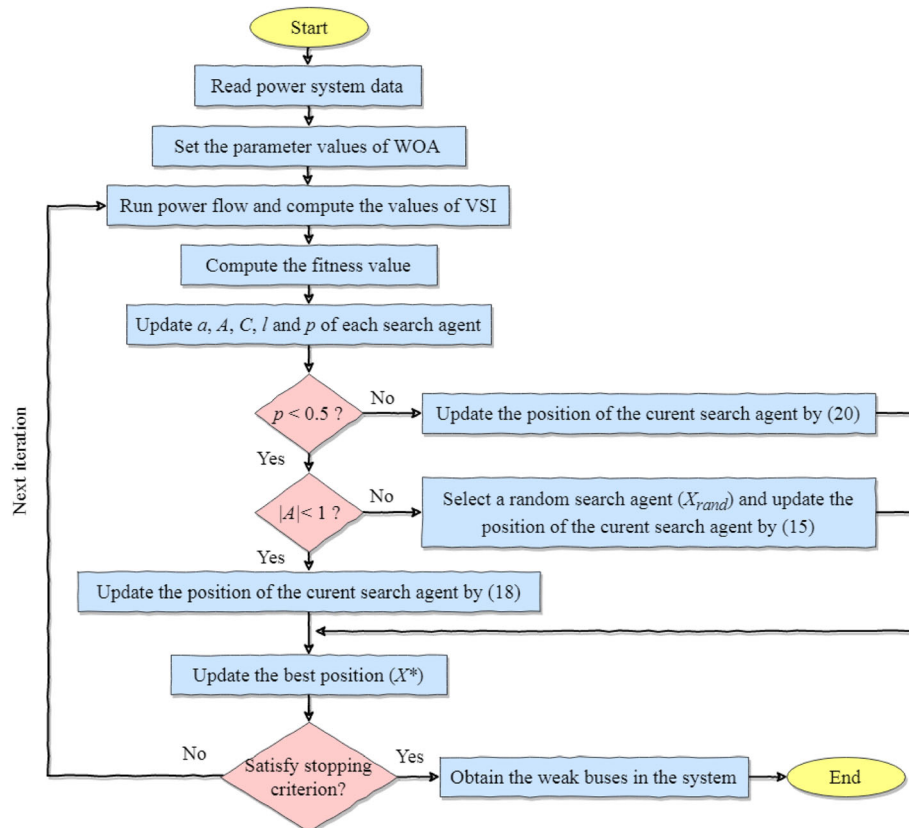 Start
Read power system data
Set the parameter values of WOA
Run power flow and compute the values of VSI
Compute the fitness value
Update a, A, C, l and p of each search agent
p < 0.5 ?
No
Update the position of the curent search agent by (20)
Yes
|A|< 1 ?
No
Select a random search agent (Xrand) and update the
position of the curent search agent by (15)
Yes
Update the position of the curent search agent by (18)
Update the best position (X*)
Satisfy stopping
criterion?
No
Next iteration
Yes
Obtain the weak buses in the system
End